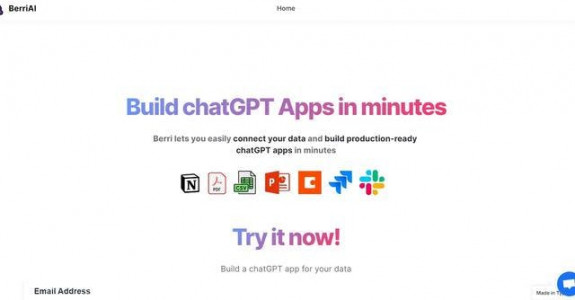 BerriAI
Home
Build chatGPT Apps in minutes
Berri lets you easily connect your data and build production-ready
chatGPT apps in minutes
PDF
CSV
P
Try it now!
Build a chatGPT app for your data
Email Address
Made in